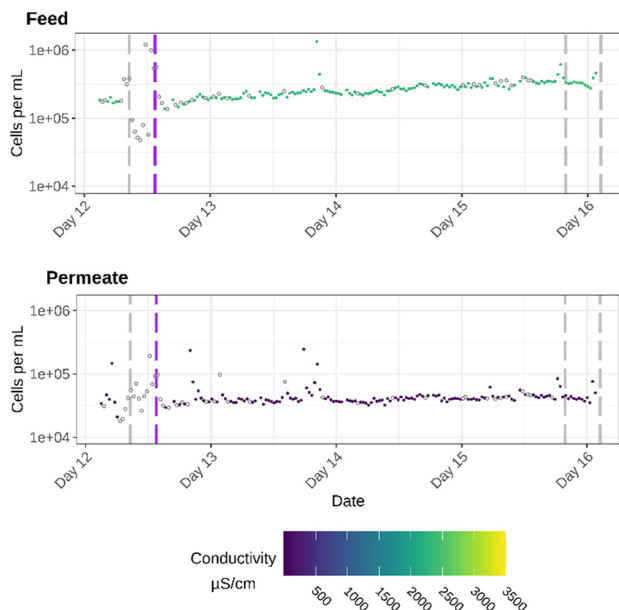 Feed
Cells per mL
1e+06
1e+05
1e+04
Day 12
Day 13
Day 14
Day 15
Day 16
Permeate
Cells per mL
1e+06
1e+05
1e+04
Day 12
Day 13
Day 14
Day 15
Day 16
Date
Conductivity
µS/cm
500
1000
1500
2000
2500
3000
3500